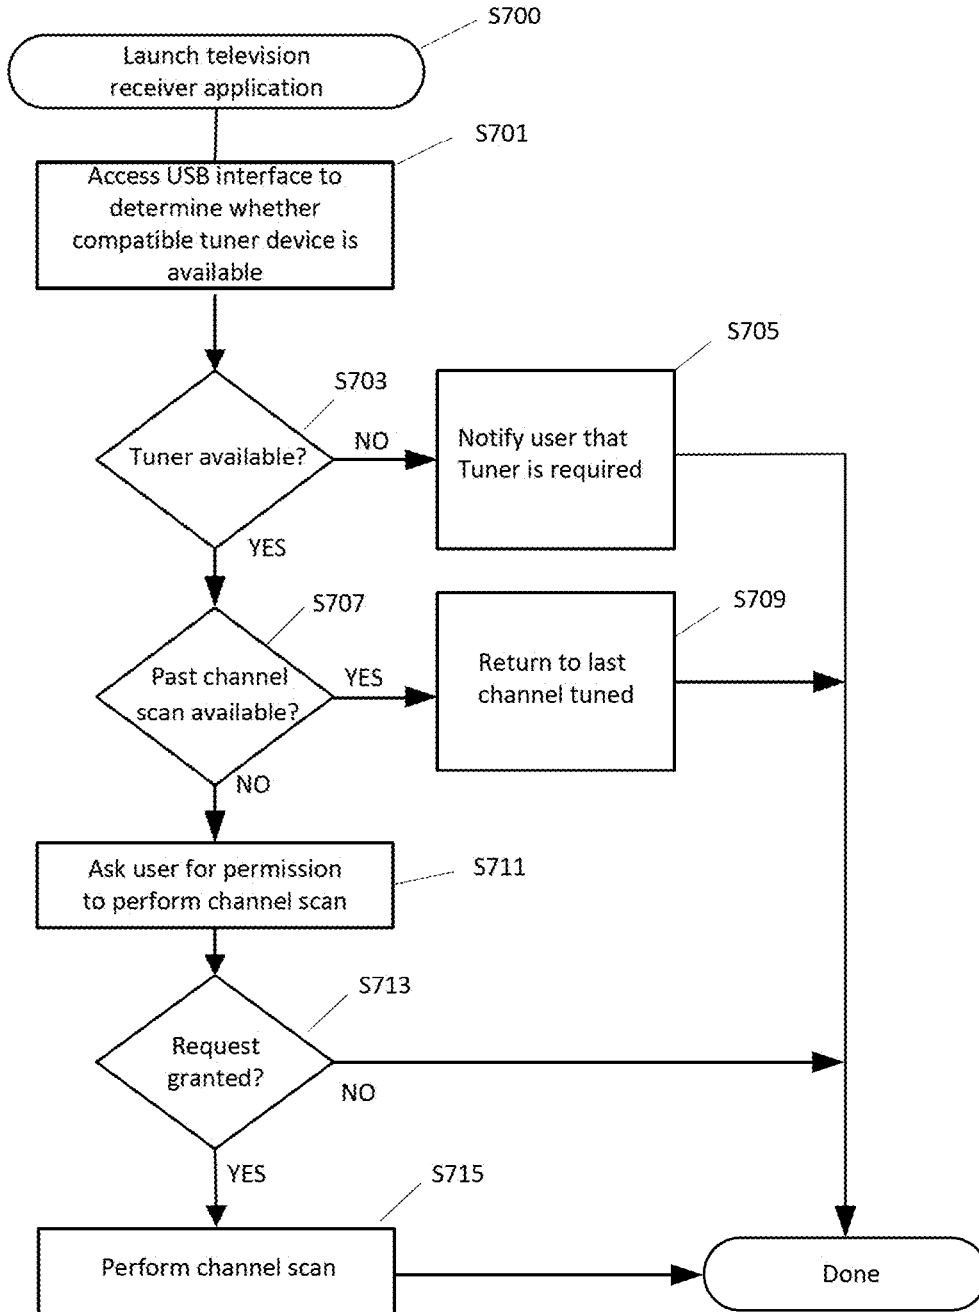 S700
Launch television
receiver application
S701
Access USB interface to
determine whether
compatible tuner device is
available
S705
S703
Tuner available?
NO
Notify user that
Tuner is required
YES
S707
S709
Past channel
scan available?
YES
Return to last
channel tuned
NO
Ask user for permission
to perform channel scan
S711
S713
Request
granted?
NO
YES
S715
Perform channel scan
Done